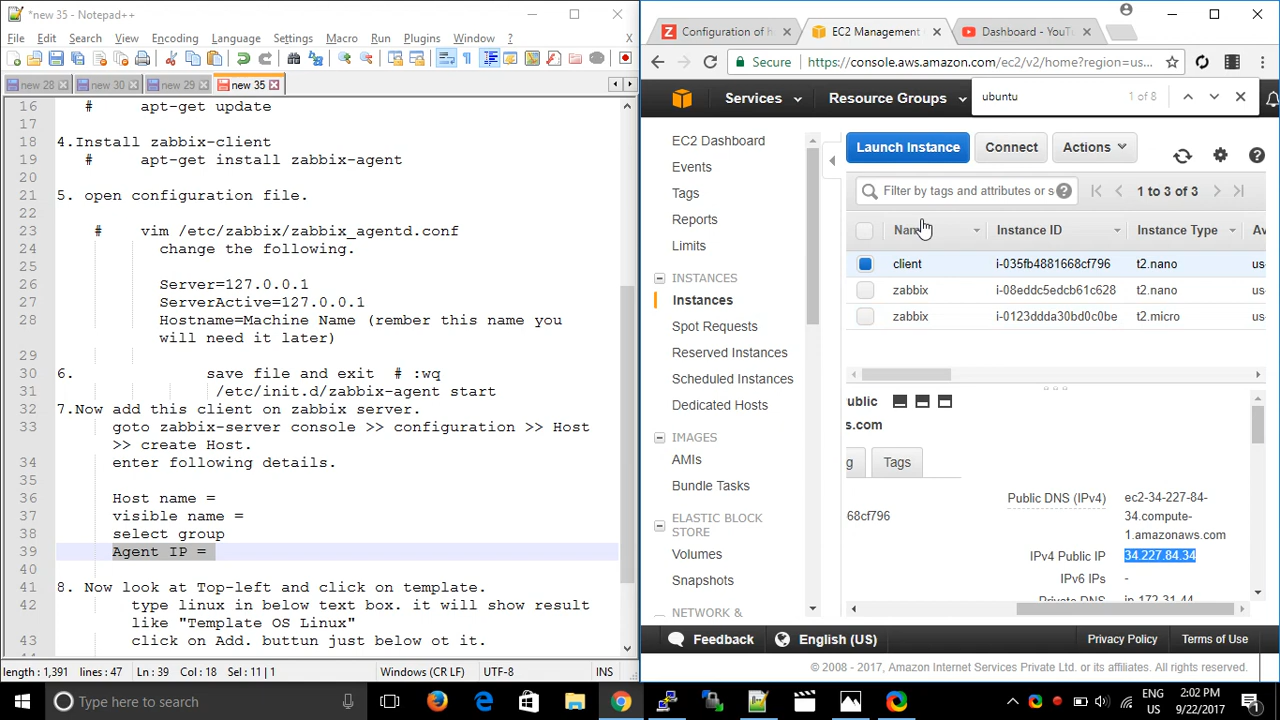 *new 35 - Notepad++
File Edit Search View Encoding Language Settings Macro Run Plugins Window ?
new 28 new 30 new 29 new 35
16 # apt-get update
17
18 4.Install zabbix-client
19 # apt-get install zabbix-agent
20
21 5. open configuration file.
22
23 # vim /etc/zabbix/zabbix_agentd.conf
24 change the following.
25
26 Server=127.0.0.1
27 ServerActive=127.0.0.1
28 Hostname=Machine Name (rember this name you
will need it later)
29
30 6. save file and exit # :wq
31 /etc/init.d/zabbix-agent start
32 7.Now add this client on zabbix server.
33 goto zabbix-server console >> configuration >> Host
>> create Host.
34 enter following details.
35
36 Host name =
37 visible name =
38 select group
39 Agent IP =
40
41 8. Now look at Top-left and click on template.
42 type linux in below text box. it will show result
like "Template OS Linux"
43 click on Add. buttun just below ot it.
length : 1,391 lines : 47 Ln : 39 Col : 18 Sel : 11 | 1 Windows (CR LF) UTF-8 INS
Configuration of h EC2 Management Dashboard - YouT
Secure https://console.aws.amazon.com/ec2/v2/home?region=us...
ubuntu 1 of 8
Services Resource Groups
EC2 Dashboard
Events
Tags
Reports
Limits
INSTANCES
Instances
Spot Requests
Reserved Instances
Scheduled Instances
Dedicated Hosts
IMAGES
AMIs
Bundle Tasks
ELASTIC BLOCK
STORE
Volumes
Snapshots
NETWORK &
Launch Instance Connect Actions
Filter by tags and attributes or s 1 to 3 of 3
Name Instance ID Instance Type Av
client i-035fb4881668cf796 t2.nano us-
zabbix i-08eddc5edcb61c628 t2.nano us-
zabbix i-0123ddda30bd0c0be t2.micro us-
ublic
s.com
g Tags
68cf796
Public DNS (IPv4) ec2-34-227-84-
34.compute-
1.amazonaws.com
IPv4 Public IP 34.227.84.34
IPv6 IPs -
Private DNS ip-172-31-44-
Feedback English (US) Privacy Policy Terms of Use
© 2008 - 2017, Amazon Internet Services Private Ltd. or its affiliates. All rights reserved.
Type here to search
ENG
US
2:02 PM
9/22/2017
1